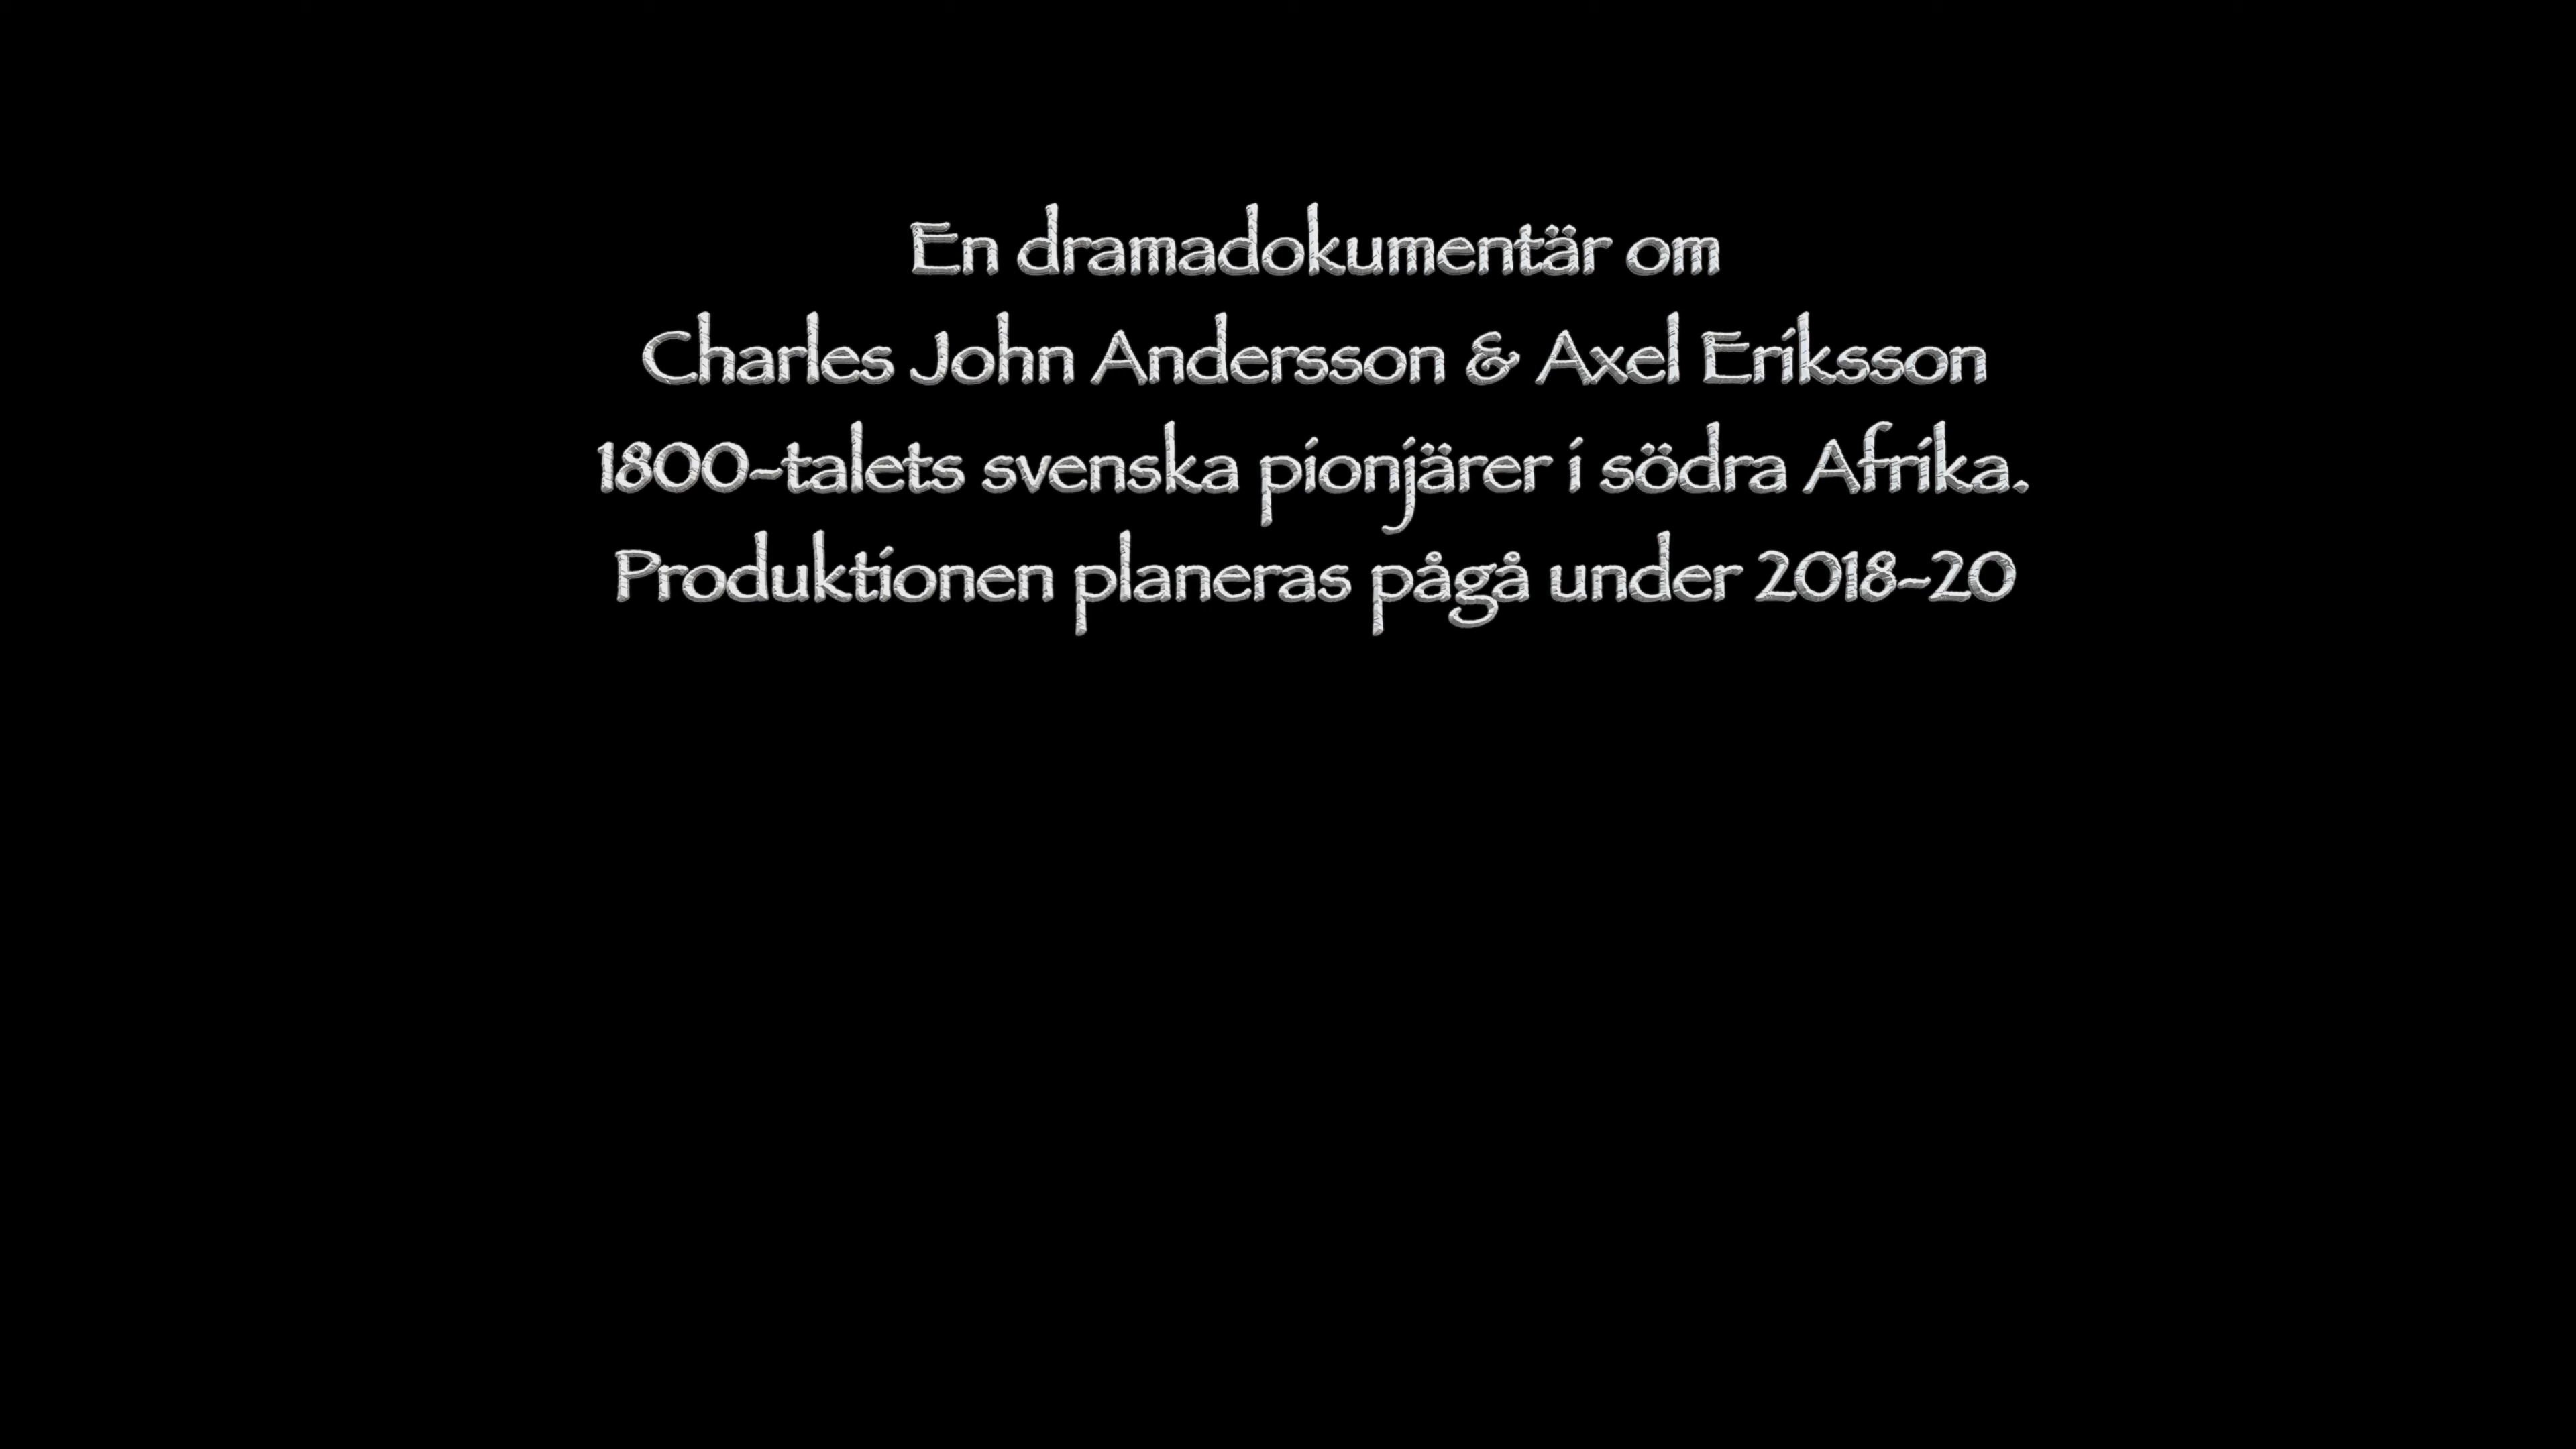 En dramadokumentär om
Charles John Andersson & Axel Eriksson
1800-talets svenska pionjärer i södra Afrika.
Produktionen planeras pågå under 2018-20